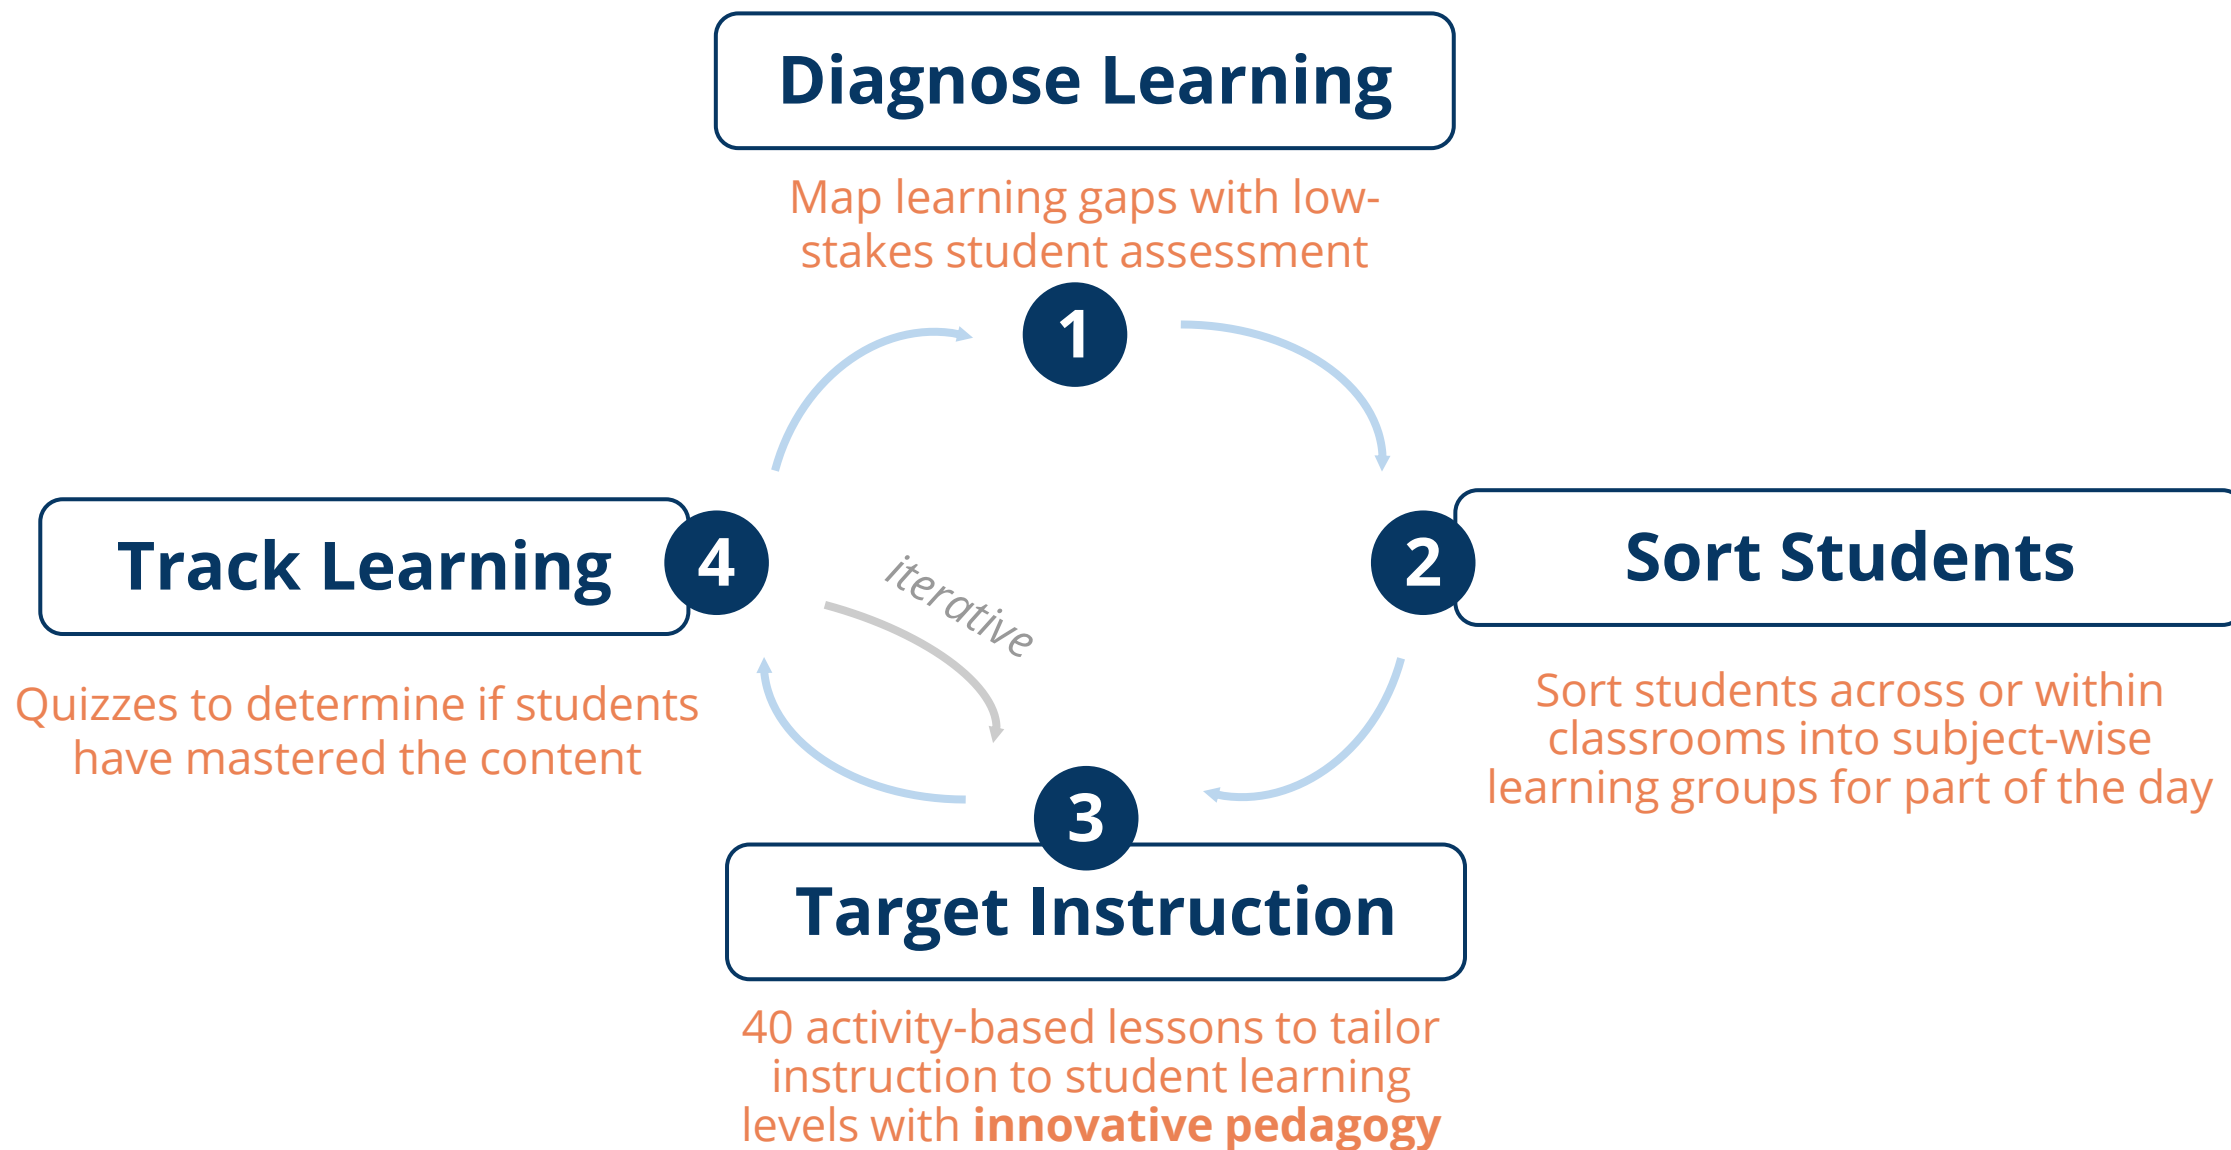 Diagnose Learning
Map learning gaps with low-
stakes student assessment
1
2
Sort Students
Sort students across or within
classrooms into subject-wise
learning groups for part of the day
3
Target Instruction
40 activity-based lessons to tailor
instruction to student learning
levels with innovative pedagogy
Track Learning
4
Quizzes to determine if students
have mastered the content
iterative